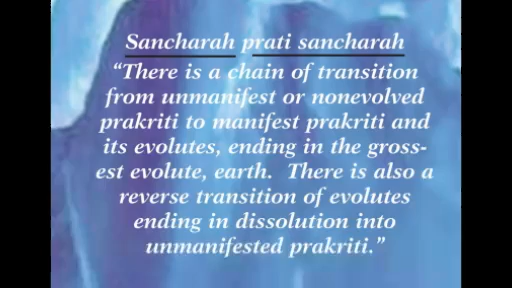 Sancharah prati sancharah
“There is a chain of transition
from unmanifest or nonevolved
prakriti to manifest prakriti and
its evolutes, ending in the gross-
est evolute, earth.  There is also a
reverse transition of evolutes
ending in dissolution into
unmanifested prakriti.”